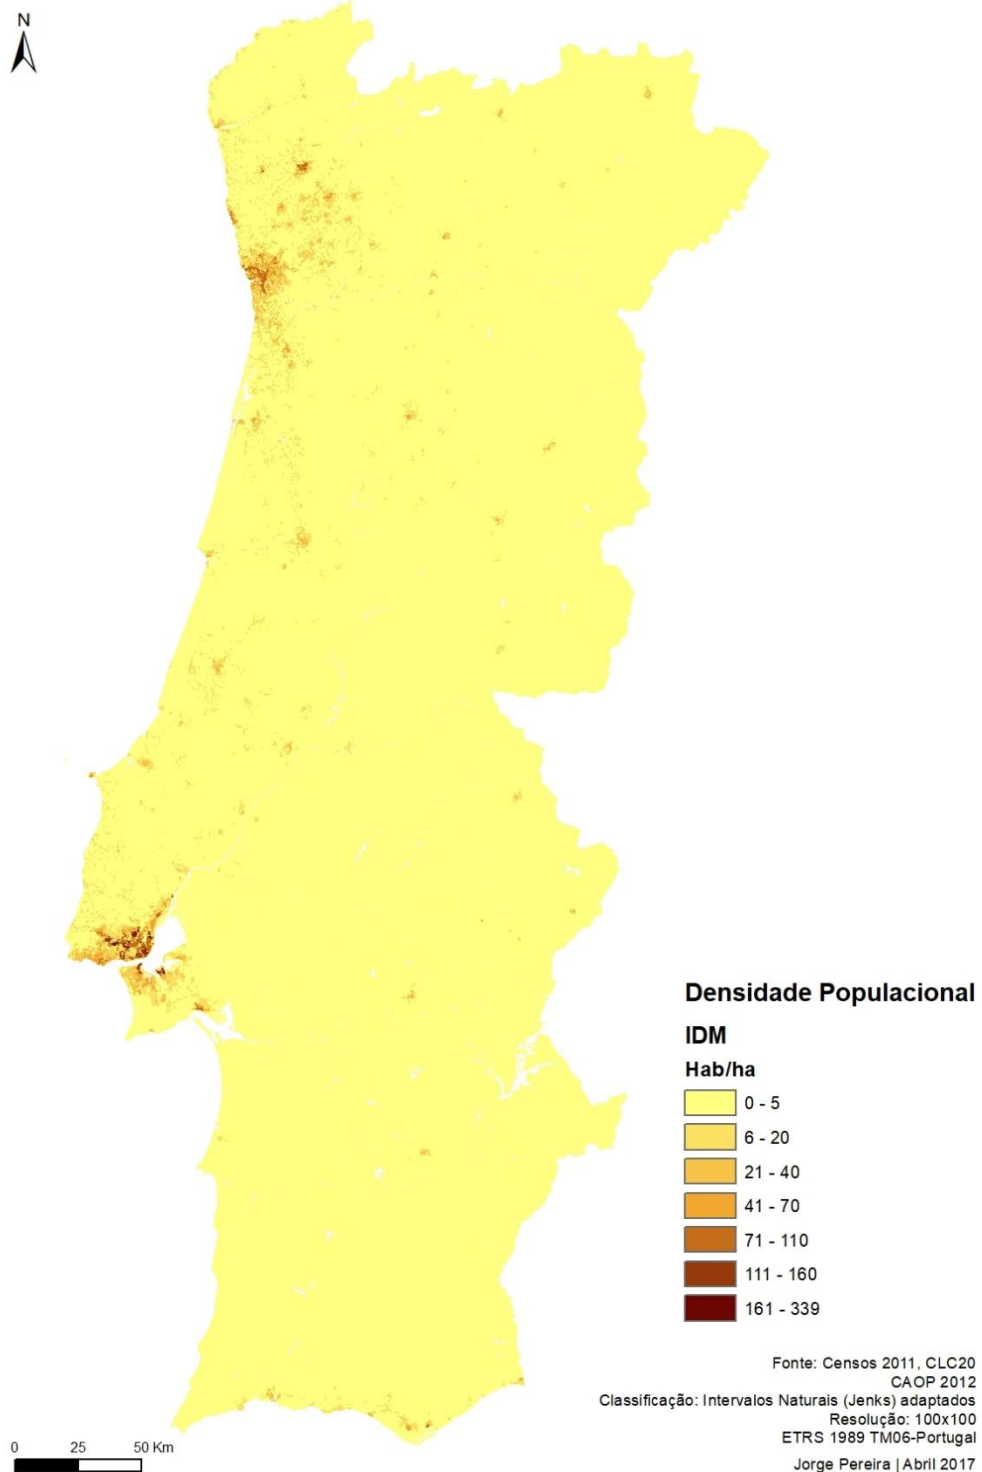 N
Densidade Populacional
IDM
Hab/ha
0 - 5
6 - 20
21 - 40
41 - 70
71 - 110
111 - 160
161 - 339
Fonte: Censos 2011, CLC20
CAOP 2012
Classificação: Intervalos Naturais (Jenks) adaptados
Resolução: 100x100
ETRS 1989 TM06-Portugal
Jorge Pereira | Abril 2017
0 25 50 Km